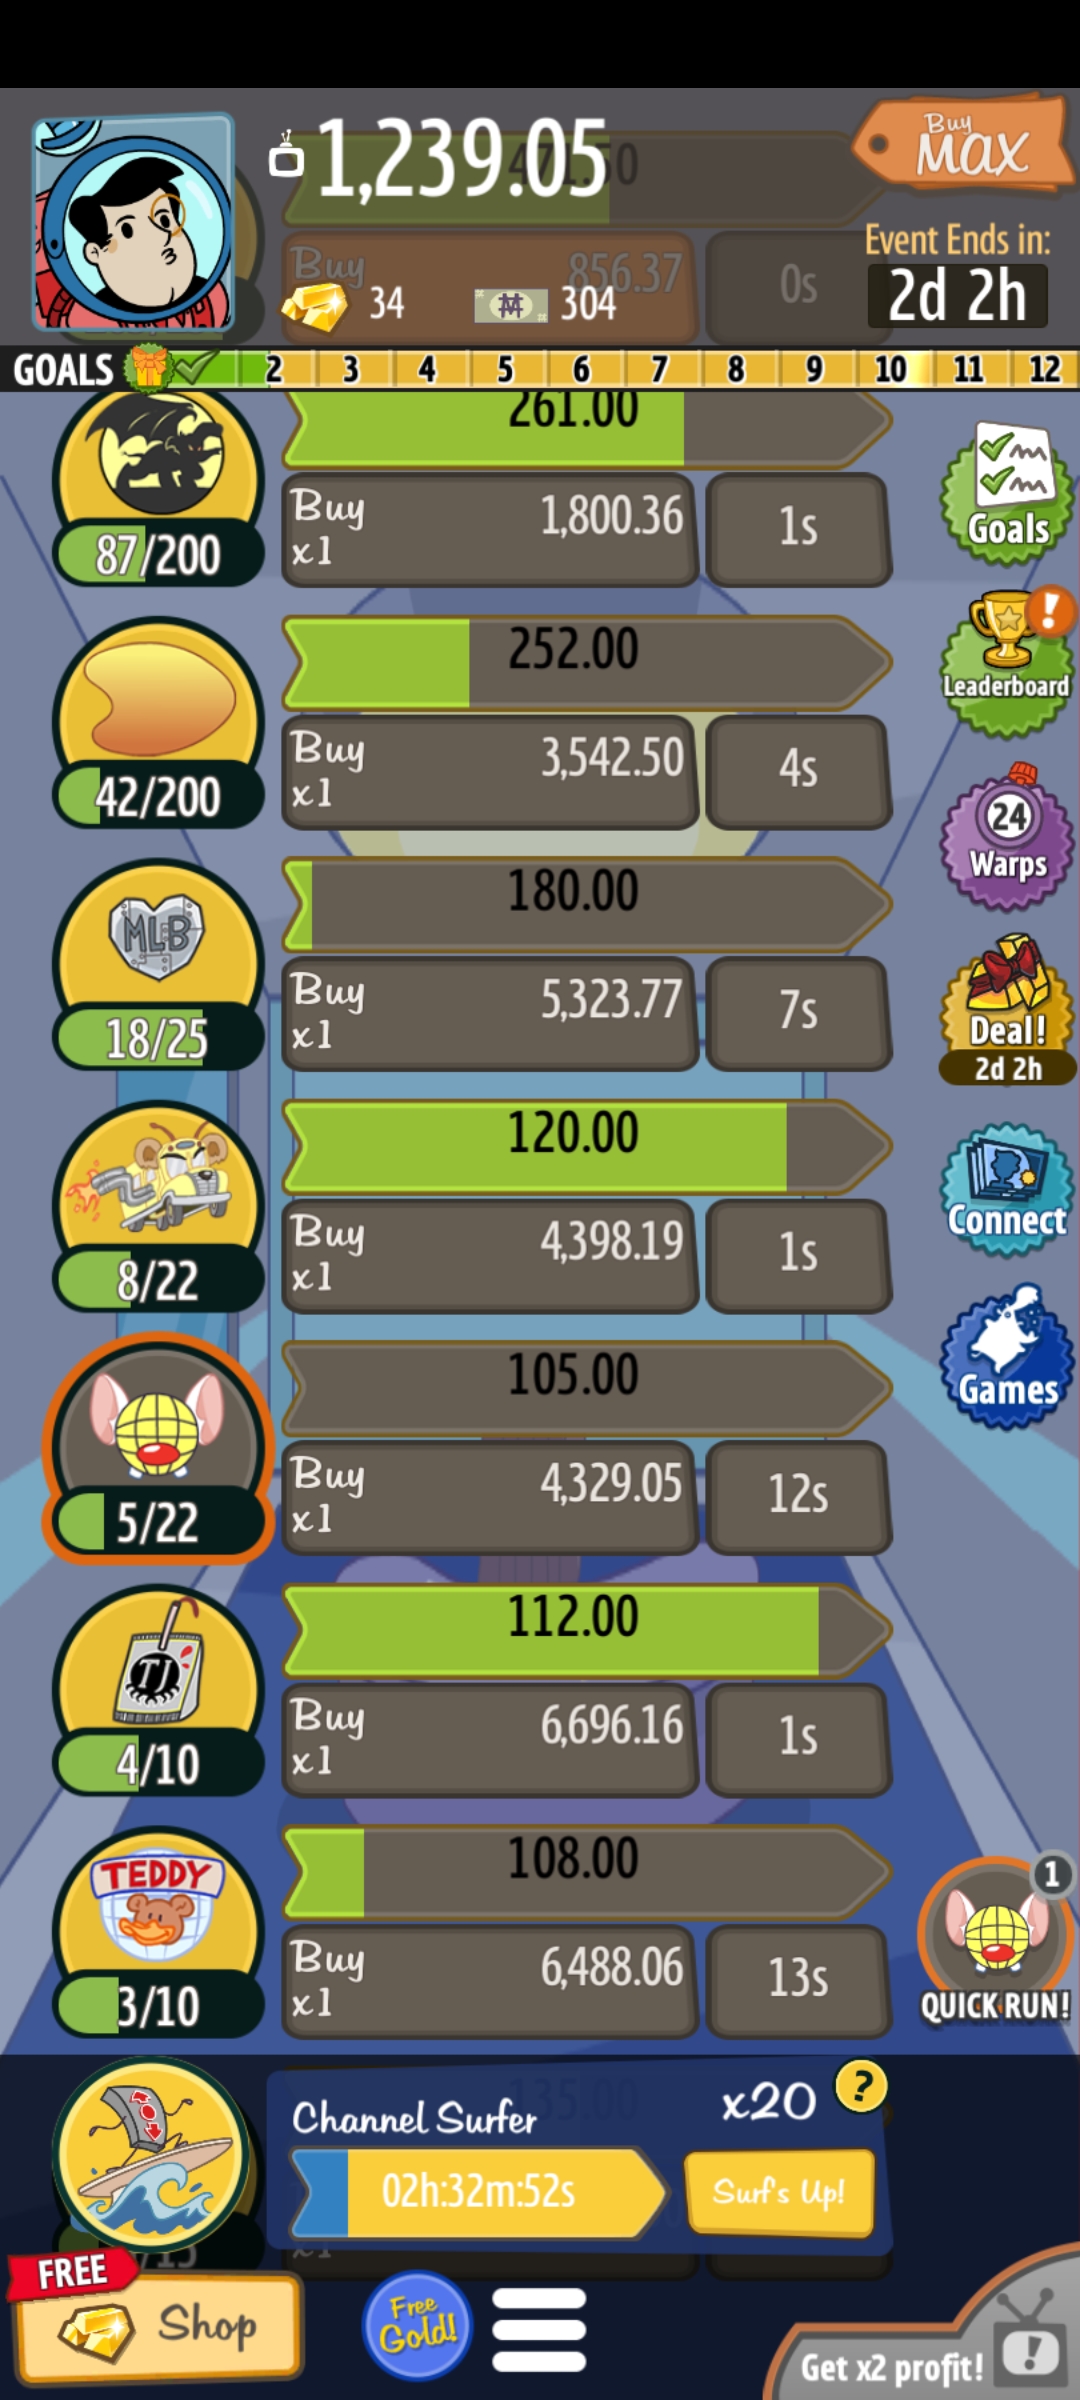 1,239.05
Buy
MAX
471.50
Buy
856.37
0s
34
304
Event Ends in:
2d 2h
GOALS
2
3
4
5
6
7
8
9
10
11
12
261.00
87/200
Buy
x1
1,800.36
1s
Goals
252.00
42/200
Buy
x1
3,542.50
4s
Leaderboard
!
24
Warps
180.00
MLB
18/25
Buy
x1
5,323.77
7s
Deal!
2d 2h
120.00
8/22
Buy
x1
4,398.19
1s
Connect
105.00
5/22
Buy
x1
4,329.05
12s
Games
112.00
TJ
4/10
Buy
x1
6,696.16
1s
108.00
TEDDY
3/10
Buy
x1
6,488.06
13s
1
QUICK RUN!
135.00
Channel Surfer
x20
?
02h:32m:52s
Surf's Up!
x1
FREE
Shop
Free
Gold!
Get x2 profit!
!